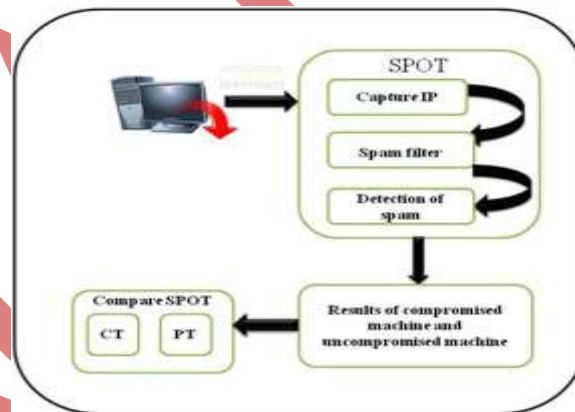 SPOT
Capture IP
Spam filter
Detection of
spam
Results of compromised
machine and
uncompromised machine
Compare SPOT
CT PT